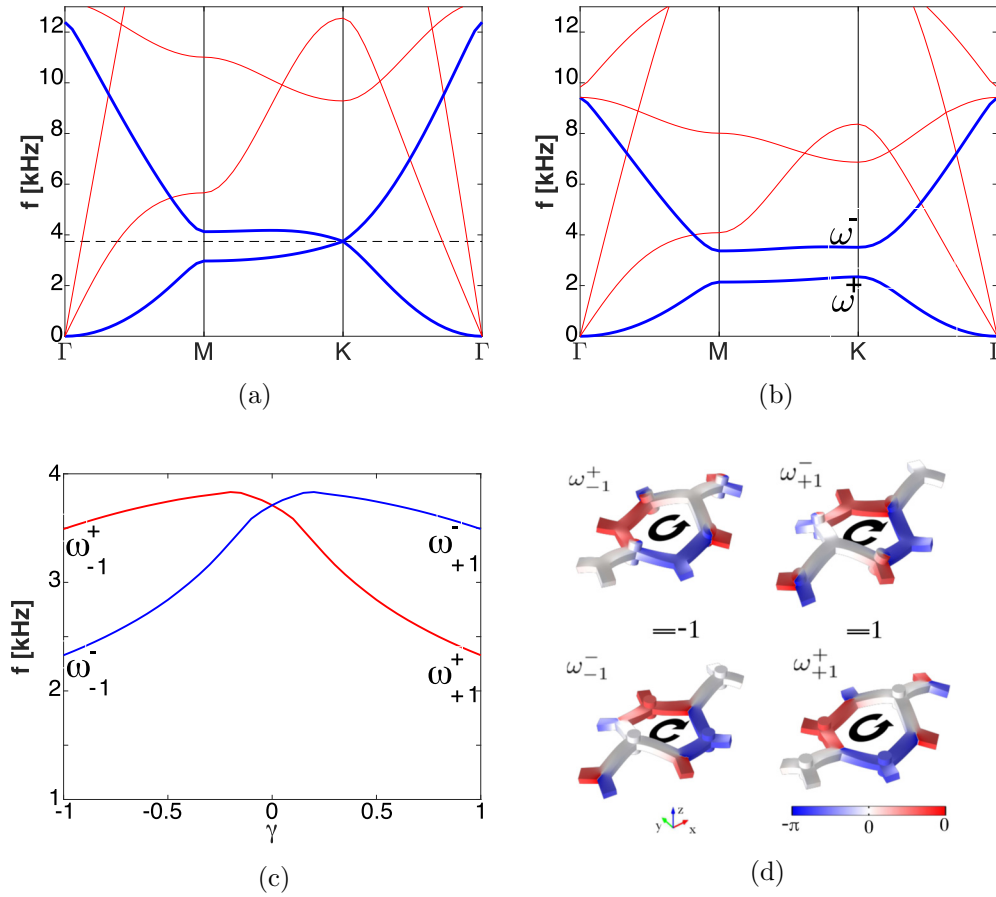 12
10
8
6
4
2
0
f [kHz]
Γ M K Γ
(a)
12
10
8
6
4
2
0
f [kHz]
ω⁻
ω⁺
Γ M K Γ
(b)
4
3
2
1
f [kHz]
ω⁺₋₁
ω⁻₋₁
ω⁻₊₁
ω⁺₊₁
-1 -0.5 0 0.5 1
γ
(c)
ω⁺₋₁ ω⁻₊₁
=-1 =1
ω⁻₋₁ ω⁺₊₁
z
y x
-π 0 0
(d)